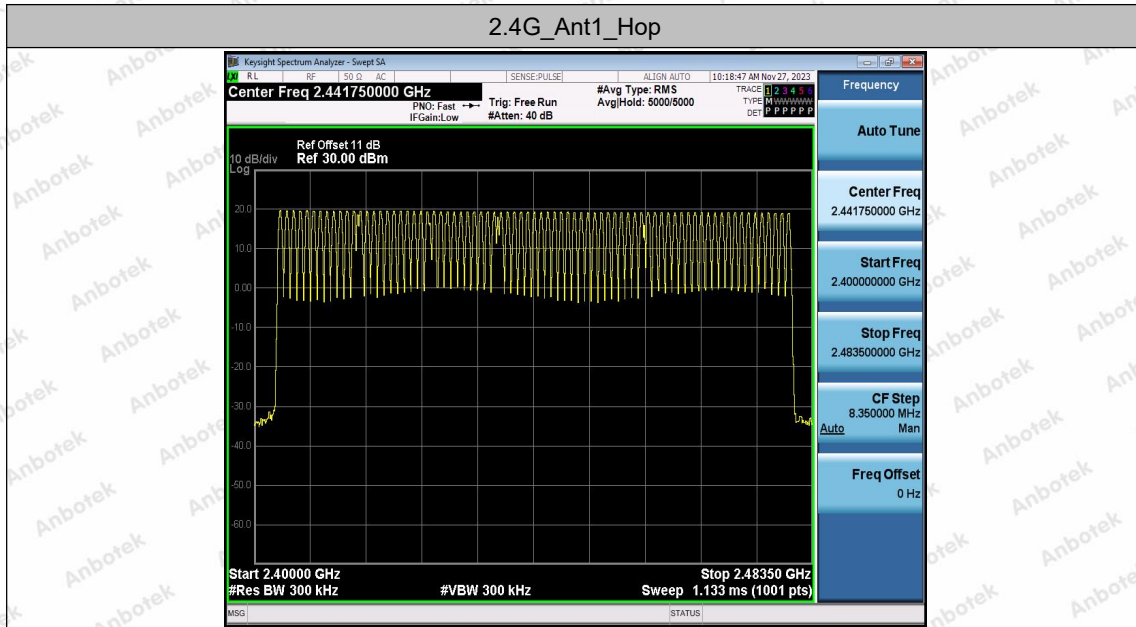 2.4G_Ant1_Hop
Keysight Spectrum Analyzer - Swept SA
RL RF 50 Ω AC SENSE:PULSE ALIGN AUTO 10:18:47 AM Nov 27, 2023
Center Freq 2.441750000 GHz
PNO: Fast
IFGain:Low
Trig: Free Run
#Atten: 40 dB
#Avg Type: RMS
Avg|Hold: 5000/5000
TRACE 1 2 3 4 5 6
TYPE M WWWWW
DET P P P P P P
Frequency
Auto Tune
Center Freq
2.441750000 GHz
Start Freq
2.400000000 GHz
Stop Freq
2.483500000 GHz
CF Step
8.350000 MHz
Auto Man
Freq Offset
0 Hz
Ref Offset 11 dB
10 dB/div Ref 30.00 dBm
Log
20.0
10.0
0.00
-10.0
-20.0
-30.0
-40.0
-50.0
-60.0
Start 2.40000 GHz Stop 2.48350 GHz
#Res BW 300 kHz #VBW 300 kHz Sweep 1.133 ms (1001 pts)
MSG STATUS
Anbotek